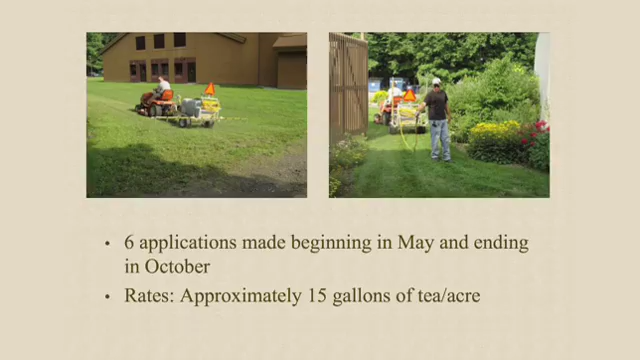 • 6 applications made beginning in May and ending
in October
• Rates: Approximately 15 gallons of tea/acre